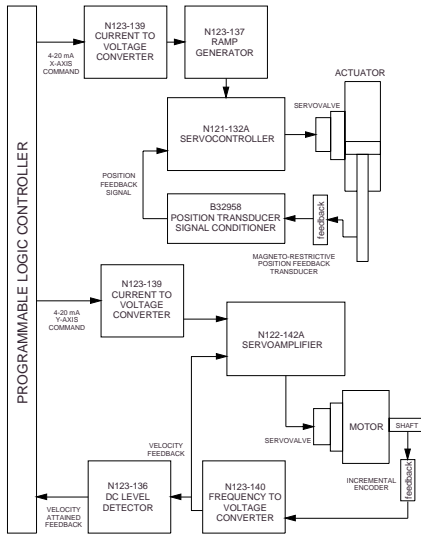 PROGRAMMABLE LOGIC CONTROLLER
N123-139
CURRENT TO
VOLTAGE
CONVERTER
N123-137
RAMP
GENERATOR
4-20 mA
X-AXIS
COMMAND
ACTUATOR
SERVOVALVE
N121-132A
SERVOCONTROLLER
POSITION
FEEDBACK
SIGNAL
B32958
POSITION TRANSDUCER
SIGNAL CONDITIONER
feedback
MAGNETO-RESTRICTIVE
POSITION FEEDBACK
TRANSDUCER
N123-139
CURRENT TO
VOLTAGE
CONVERTER
4-20 mA
Y-AXIS
COMMAND
N122-142A
SERVOAMPLIFIER
MOTOR
SHAFT
SERVOVALVE
VELOCITY
FEEDBACK
INCREMENTAL
ENCODER
feedback
N123-136
DC LEVEL
DETECTOR
N123-140
FREQUENCY TO
VOLTAGE
CONVERTER
VELOCITY
ATTAINED
FEEDBACK